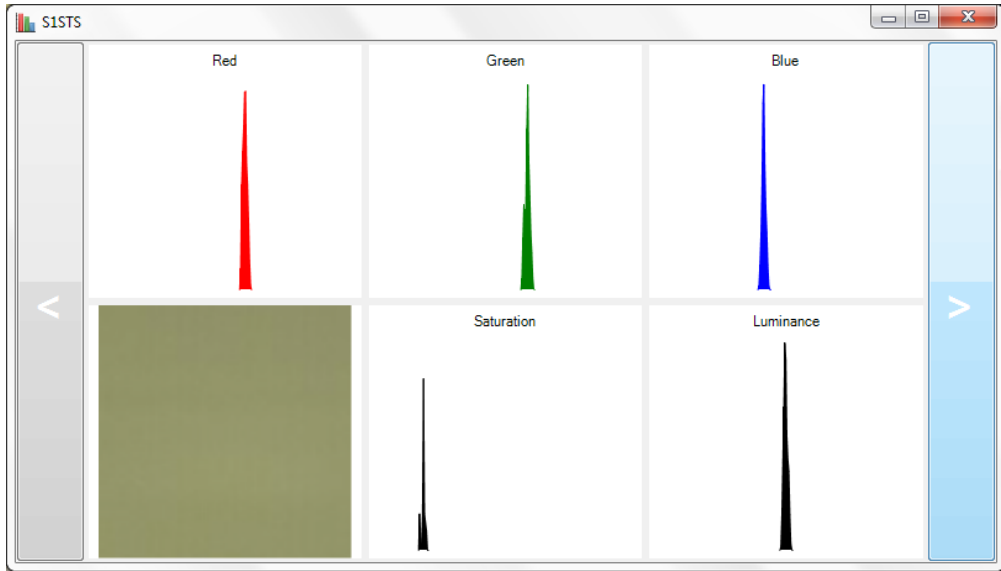 S1STS
Red
Green
Blue
<
>
Saturation
Luminance